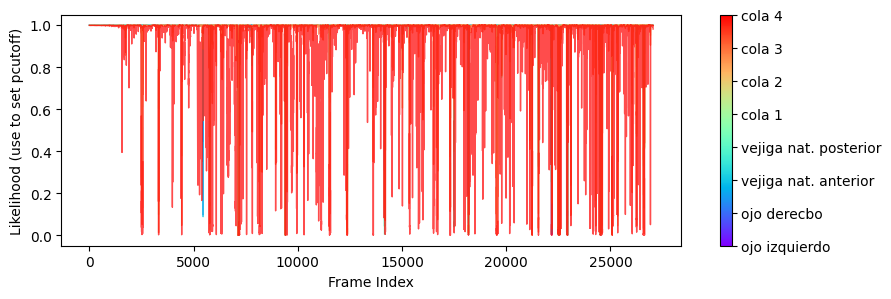 Likelihood (use to set pcutoff)
1.0
0.8
0.6
0.4
0.2
0.0
0
5000
10000
15000
20000
25000
Frame Index
cola 4
cola 3
cola 2
cola 1
vejiga nat. posterior
vejiga nat. anterior
ojo derecbo
ojo izquierdo